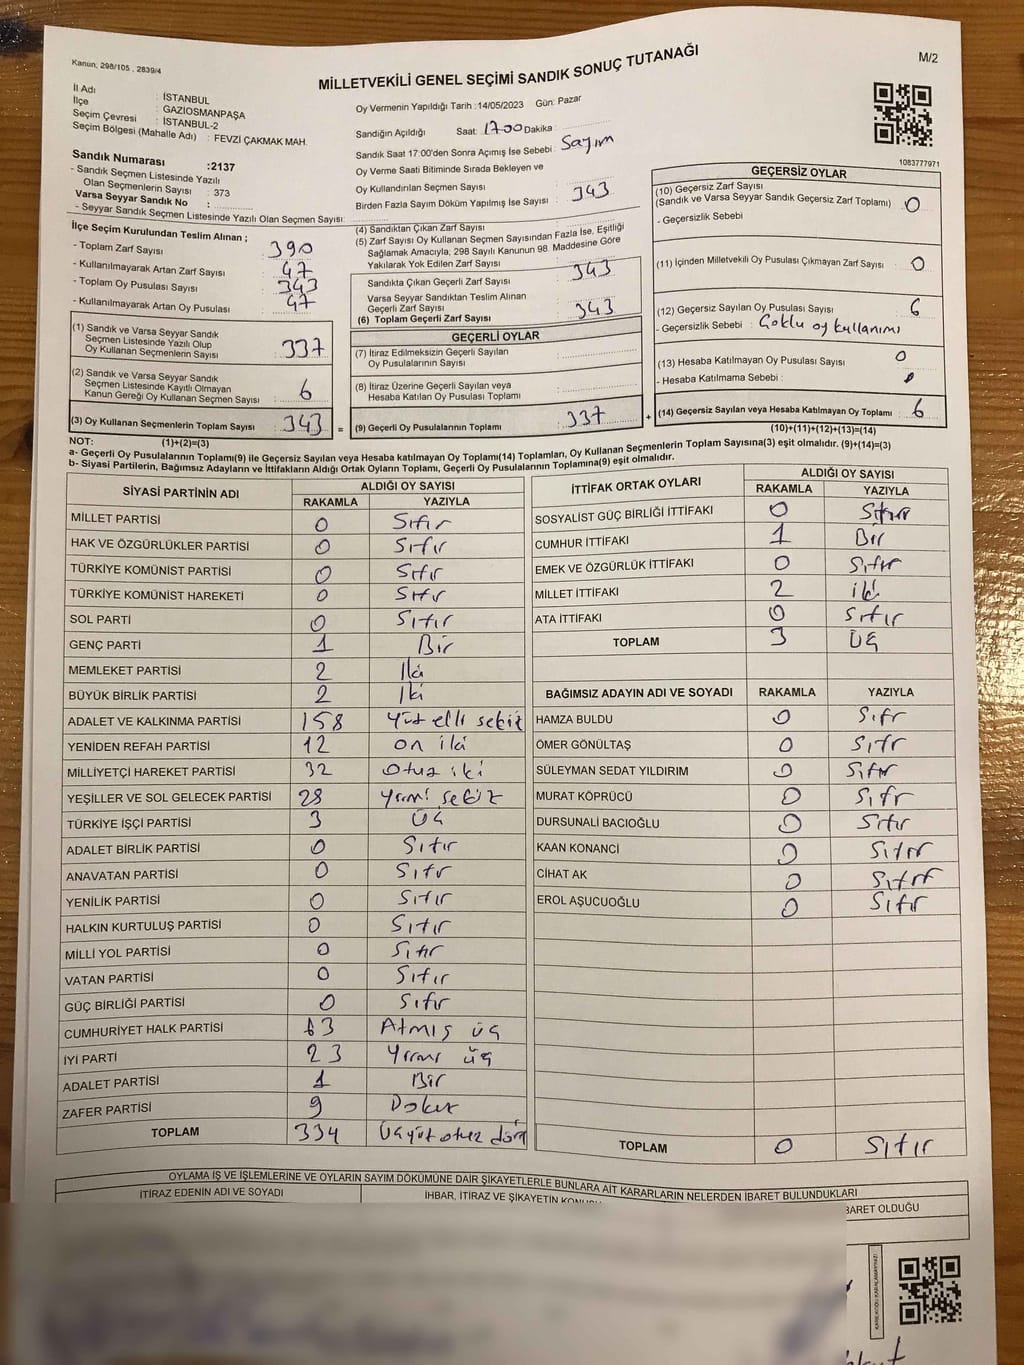 Kanun, 298/105 , 2839/4
M/2
MİLLETVEKİLİ GENEL SEÇİMİ SANDIK SONUÇ TUTANAĞI
İl Adı : İSTANBUL
İlçe : GAZİOSMANPAŞA
Seçim Çevresi : İSTANBUL-2
Seçim Bölgesi (Mahalle Adı) : FEVZİ ÇAKMAK MAH.
Sandık Numarası :2137
- Sandık Seçmen Listesinde Yazılı
Olan Seçmenlerin Sayısı : 373
Varsa Seyyar Sandık No :
- Seyyar Sandık Seçmen Listesinde Yazılı Olan Seçmen Sayısı:
Oy Vermenin Yapıldığı Tarih :14/05/2023 Gün: Pazar
Sandığın Açıldığı Saat: 17:00 Dakika :
Sandık Saat 17:00'den Sonra Açımış İse Sebebi : Sayım
Oy Verme Saati Bitiminde Sırada Bekleyen ve
Oy Kullandırılan Seçmen Sayısı
Birden Fazla Sayım Döküm Yapılmış İse Sayısı : 343
1083777971
GEÇERSİZ OYLAR
(10) Geçersiz Zarf Sayısı
(Sandık ve Varsa Seyyar Sandık Geçersiz Zarf Toplamı) : 0
- Geçersizlik Sebebi
(11) İçinden Milletvekili Oy Pusulası Çıkmayan Zarf Sayısı : 0
(12) Geçersiz Sayılan Oy Pusulası Sayısı : 6
- Geçersizlik Sebebi : Çoklu oy kullanımı
(13) Hesaba Katılmayan Oy Pusulası Sayısı 0
- Hesaba Katılmama Sebebi :
(14) Geçersiz Sayılan veya Hesaba Katılmayan Oy Toplamı : 6
(10)+(11)+(12)+(13)=(14)
İlçe Seçim Kurulundan Teslim Alınan ;
- Toplam Zarf Sayısı : 390
- Kullanılmayarak Artan Zarf Sayısı : 47
- Toplam Oy Pusulası Sayısı : 343
- Kullanılmayarak Artan Oy Pusulası : 47
(4) Sandıktan Çıkan Zarf Sayısı
(5) Zarf Sayısı Oy Kullanan Seçmen Sayısından Fazla İse, Eşitliği
Sağlamak Amacıyla, 298 Sayılı Kanunun 98. Maddesine Göre
Yakılarak Yok Edilen Zarf Sayısı
Sandıkta Çıkan Geçerli Zarf Sayısı : 343
Varsa Seyyar Sandıktan Teslim Alınan
Geçerli Zarf Sayısı
(6) Toplam Geçerli Zarf Sayısı : 343
(1) Sandık ve Varsa Seyyar Sandık
Seçmen Listesinde Yazılı Olup
Oy Kullanan Seçmenlerin Sayısı : 337
(2) Sandık ve Varsa Seyyar Sandık
Seçmen Listesinde Kayıtlı Olmayan
Kanun Gereği Oy Kullanan Seçmen Sayısı : 6
(3) Oy Kullanan Seçmenlerin Toplam Sayısı : 343
GEÇERLİ OYLAR
(7) İtiraz Edilmeksizin Geçerli Sayılan
Oy Pusulalarının Sayısı
(8) İtiraz Üzerine Geçerli Sayılan veya
Hesaba Katılan Oy Pusulası Toplamı
= (9) Geçerli Oy Pusulalarının Toplamı : 337 +
NOT: (1)+(2)=(3)
a- Geçerli Oy Pusulalarının Toplamı(9) ile Geçersiz Sayılan veya Hesaba katılmayan Oy Toplamı(14) Toplamları, Oy Kullanan Seçmenlerin Toplam Sayısına(3) eşit olmalıdır. (9)+(14)=(3)
b- Siyasi Partilerin, Bağımsız Adayların ve İttifakların Aldığı Ortak Oyların Toplamı, Geçerli Oy Pusulalarının Toplamına(9) eşit olmalıdır.
SİYASİ PARTİNİN ADI ALDIĞI OY SAYISI
RAKAMLA YAZIYLA
MİLLET PARTİSİ 0 Sıfır
HAK VE ÖZGÜRLÜKLER PARTİSİ 0 Sıfır
TÜRKİYE KOMÜNİST PARTİSİ 0 Sıfır
TÜRKİYE KOMÜNİST HAREKETİ 0 Sıfır
SOL PARTİ 0 Sıfır
GENÇ PARTİ 1 Bir
MEMLEKET PARTİSİ 2 İki
BÜYÜK BİRLİK PARTİSİ 2 İki
ADALET VE KALKINMA PARTİSİ 158 Yüz elli sekiz
YENİDEN REFAH PARTİSİ 12 on iki
MİLLİYETÇİ HAREKET PARTİSİ 32 Otuz iki
YEŞİLLER VE SOL GELECEK PARTİSİ 28 Yirmi sekiz
TÜRKİYE İŞÇİ PARTİSİ 3 Üç
ADALET BİRLİK PARTİSİ 0 Sıfır
ANAVATAN PARTİSİ 0 Sıfır
YENİLİK PARTİSİ 0 Sıfır
HALKIN KURTULUŞ PARTİSİ 0 Sıfır
MİLLİ YOL PARTİSİ 0 Sıfır
VATAN PARTİSİ 0 Sıfır
GÜÇ BİRLİĞİ PARTİSİ 0 Sıfır
CUMHURİYET HALK PARTİSİ 63 Atmış üç
İYİ PARTİ 23 Yirmi üç
ADALET PARTİSİ 1 Bir
ZAFER PARTİSİ 9 Dokuz
TOPLAM 334 Üçyüz otuz dört
İTTİFAK ORTAK OYLARI ALDIĞI OY SAYISI
RAKAMLA YAZIYLA
SOSYALİST GÜÇ BİRLİĞİ İTTİFAKI 0 Sıfır
CUMHUR İTTİFAKI 1 Bir
EMEK VE ÖZGÜRLÜK İTTİFAKI 0 Sıfır
MİLLET İTTİFAKI 2 iki
ATA İTTİFAKI 0 Sıfır
TOPLAM 3 Üç
BAĞIMSIZ ADAYIN ADI VE SOYADI RAKAMLA YAZIYLA
HAMZA BULDU 0 Sıfır
ÖMER GÖNÜLTAŞ 0 Sıfır
SÜLEYMAN SEDAT YILDIRIM 0 Sıfır
MURAT KÖPRÜCÜ 0 Sıfır
DURSUNALİ BACIOĞLU 0 Sıfır
KAAN KONANCİ 0 Sıfır
CİHAT AK 0 Sıfır
EROL AŞUCUOĞLU 0 Sıfır
TOPLAM 0 Sıfır
OYLAMA İŞ VE İŞLEMLERİNE VE OYLARIN SAYIM DÖKÜMÜNE DAİR ŞİKAYETLERLE BUNLARA AİT KARARLARIN NELERDEN İBARET BULUNDUKLARI
İTİRAZ EDENİN ADI VE SOYADI
İHBAR, İTİRAZ VE ŞİKAYETİN
BARET OLDUĞU